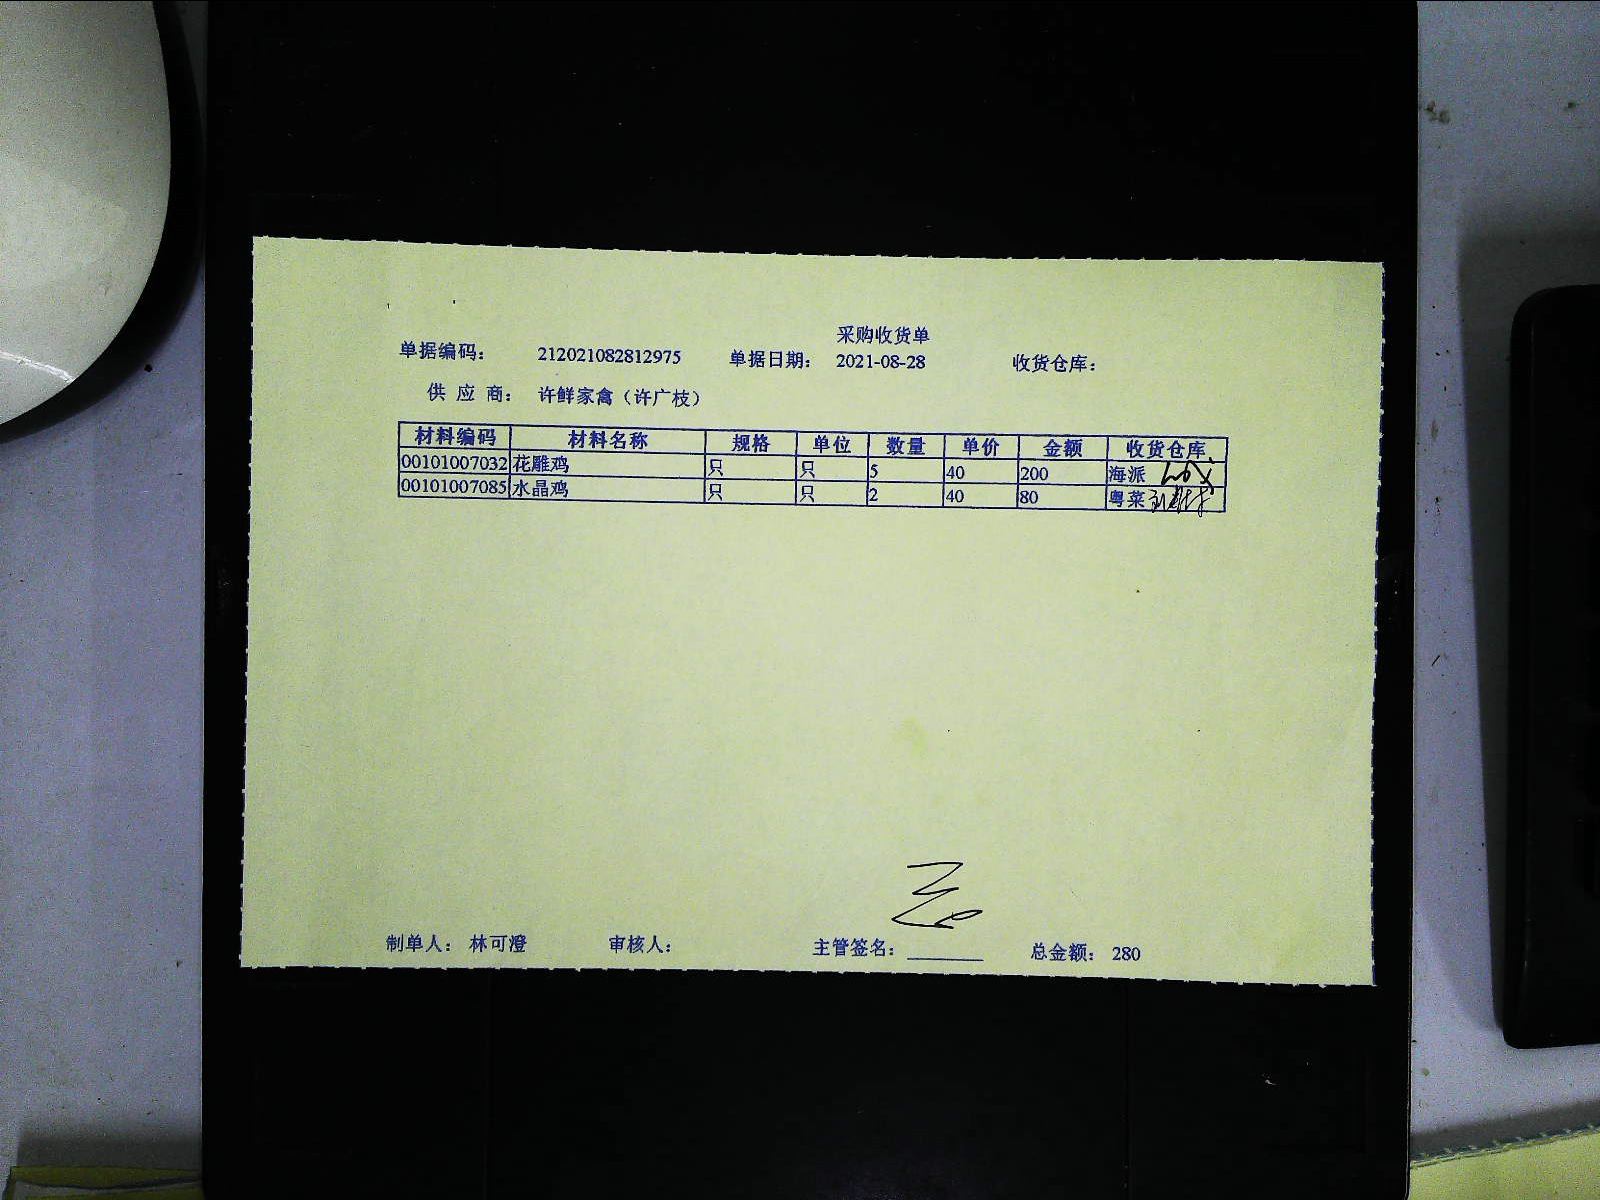 采购收货单
单据编码： 212021082812975 单据日期： 2021-08-28 收货仓库：
供 应 商： 许鲜家禽（许广枝）
材料编码 材料名称 规格 单位 数量 单价 金额 收货仓库
00101007032 花雕鸡 只 只 5 40 200 海派
00101007085 水晶鸡 只 只 2 40 80 粤菜
制单人： 林可澄 审核人： 主管签名： 总金额： 280